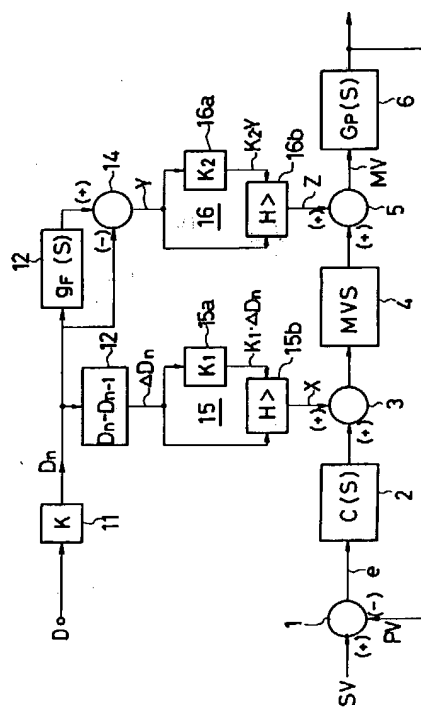 D
K
11
Dn
12
gF (S)
(+)
(-)
14
12
Dn-Dn-1
ΔDn
Y
15a
K1
K1·ΔDn
15
H>
15b
X
16a
K2
K2·Y
16
H>
16b
Z
SV
(+)
1
(-)
PV
e
C(S)
2
(+)
(+)
3
MVS
4
(+)
(+)
5
MV
GP(S)
6